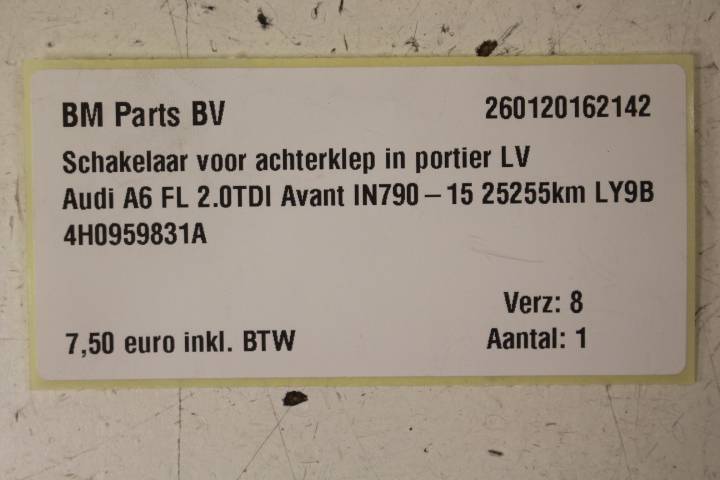 BM Parts BV 260120162142
Schakelaar voor achterklep in portier LV
Audi A6 FL 2.0TDI Avant IN790 – 15 25255km LY9B
4H0959831A
Verz: 8
7,50 euro inkl. BTW Aantal: 1